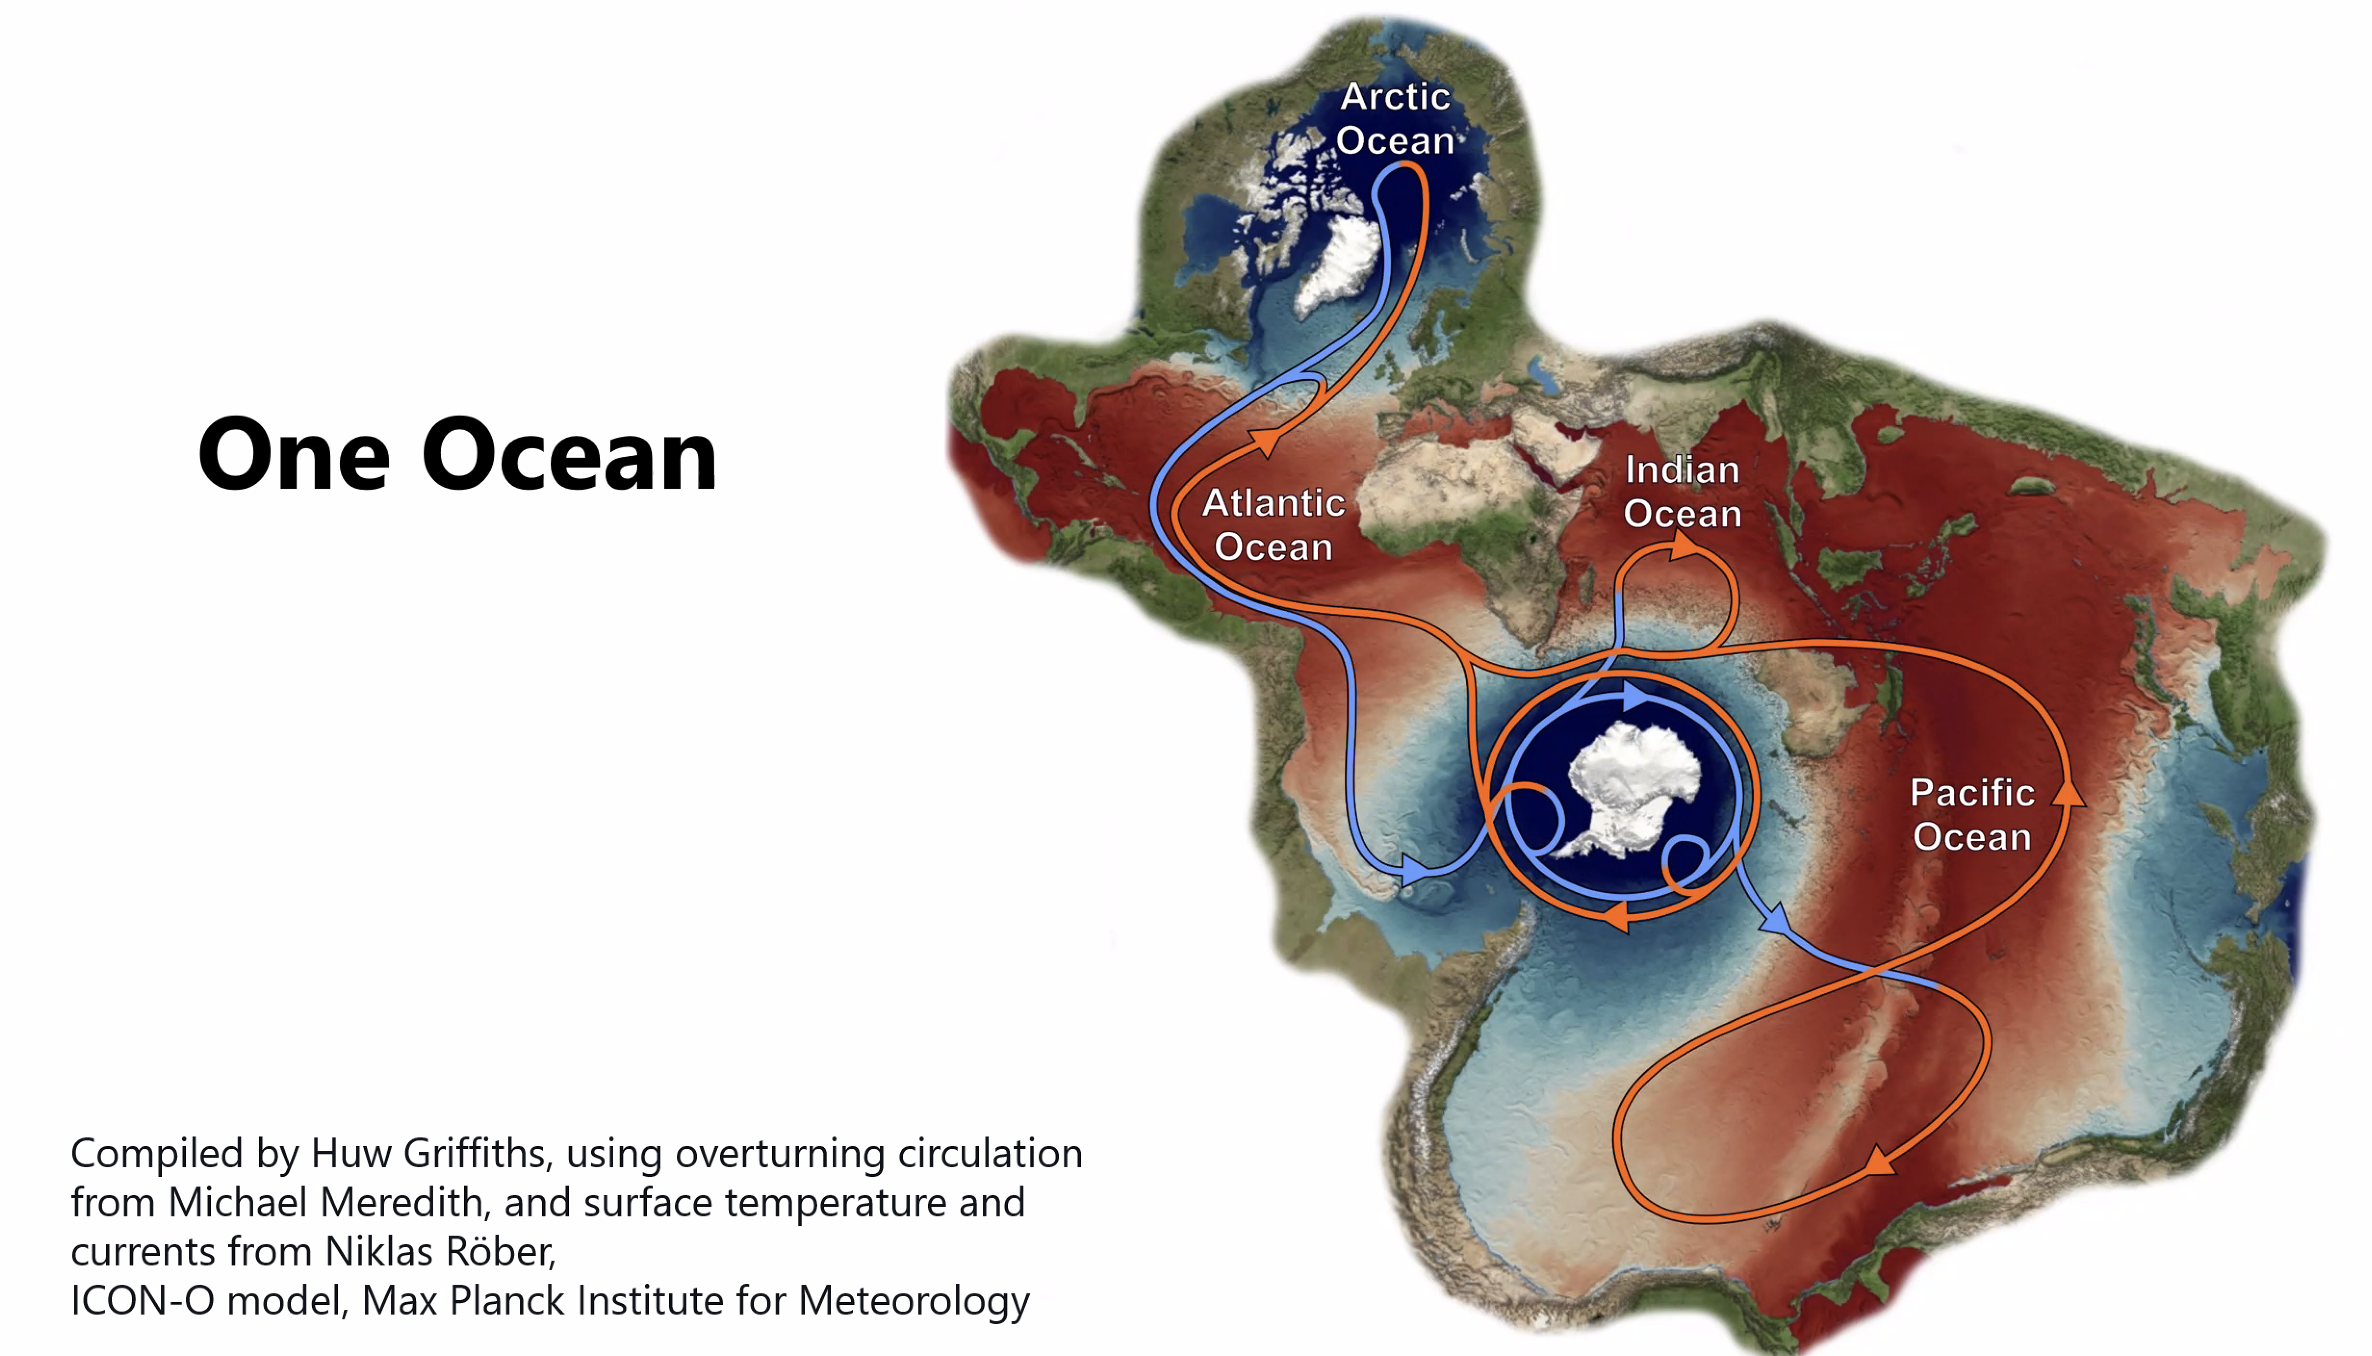 Arctic
Ocean
One Ocean
Atlantic
Ocean
Indian
Ocean
Pacific
Ocean
Compiled by Huw Griffiths, using overturning circulation
from Michael Meredith, and surface temperature and
currents from Niklas Röber,
ICON-O model, Max Planck Institute for Meteorology